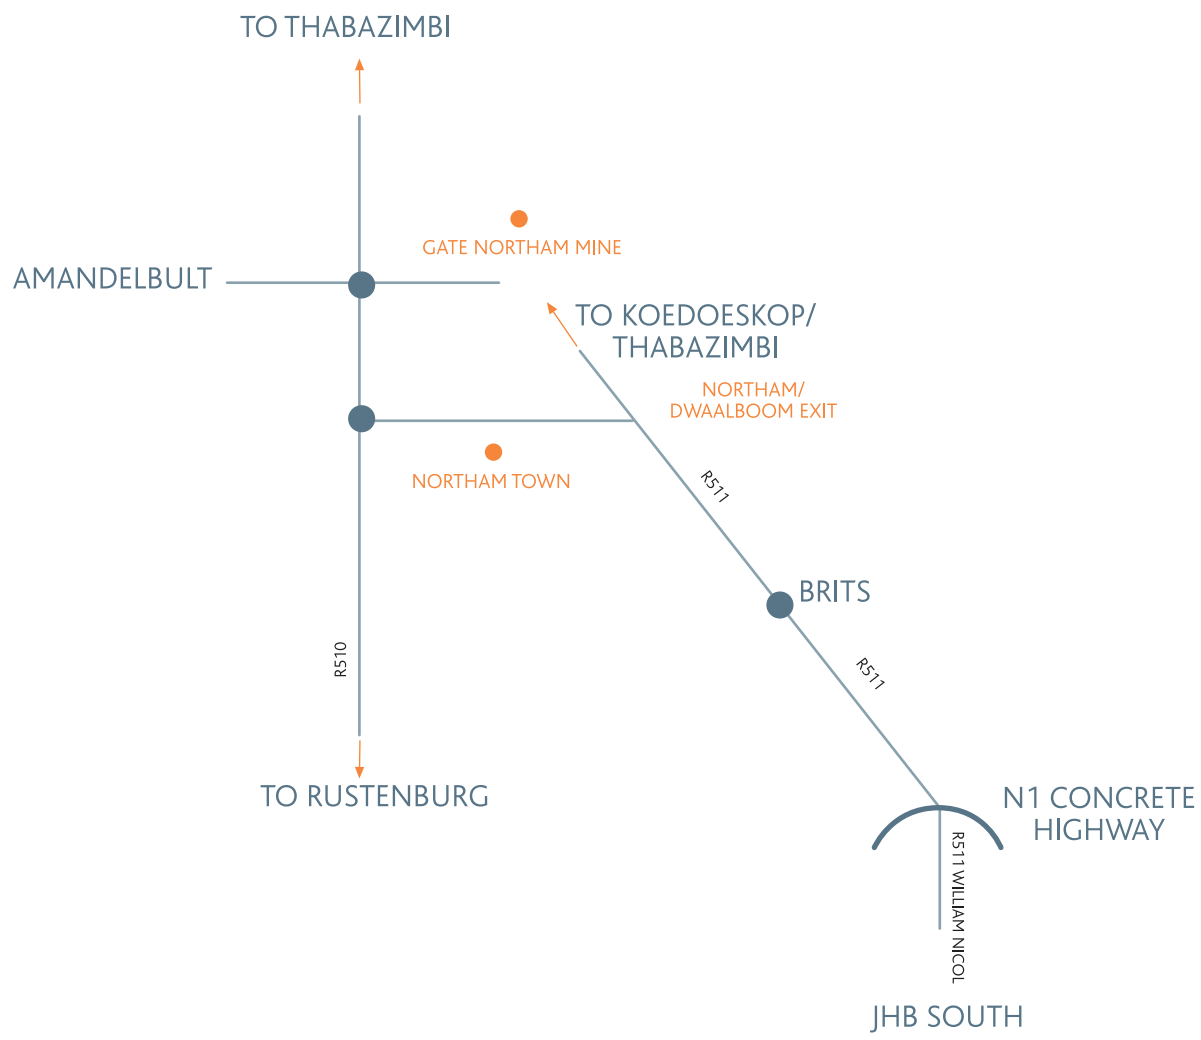 TO THABAZIMBI
GATE NORTHAM MINE
AMANDELBULT
TO KOEDOESKOP/
THABAZIMBI
NORTHAM/
DWAALBOOM EXIT
NORTHAM TOWN
R511
BRITS
R510
R511
TO RUSTENBURG
N1 CONCRETE
HIGHWAY
R511 WILLIAM NICOL
JHB SOUTH